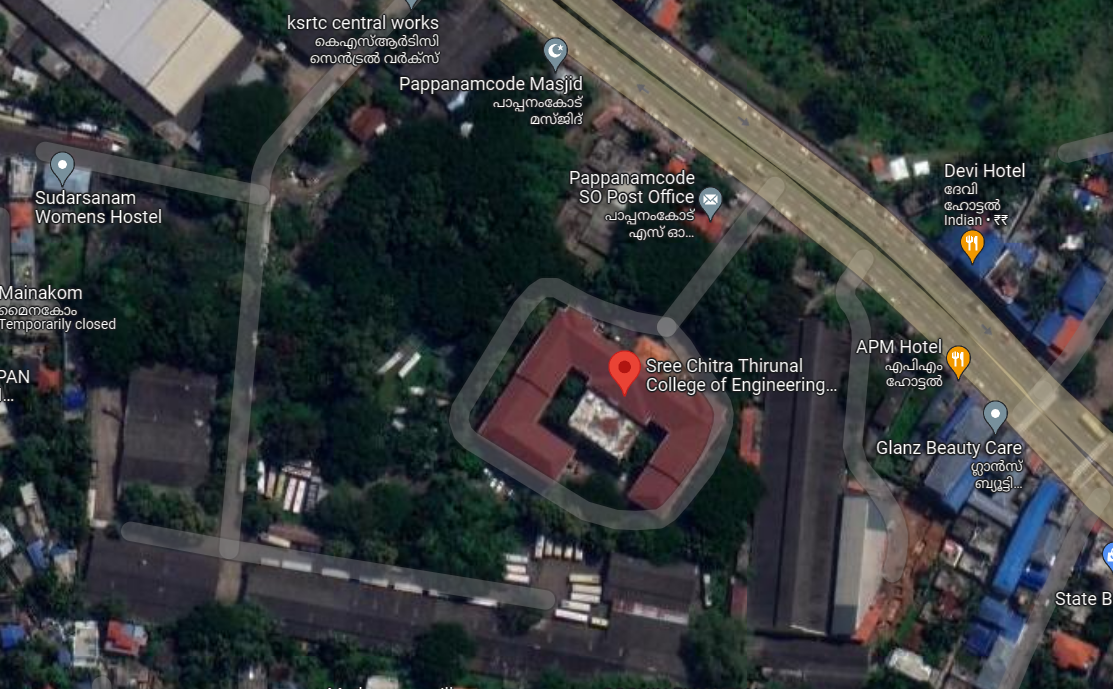 ksrtc central works
കെഎസ്ആർടിസി
സെൻട്രൽ വർക്സ്
Pappanamcode Masjid
പാപ്പനംകോട്
മസ്ജിദ്
Sudarsanam
Womens Hostel
Pappanamcode
SO Post Office
പാപ്പനംകോട്
എസ് ഓ...
Devi Hotel
ദേവി
ഹോട്ടൽ
Indian • ₹₹
Mainakom
മൈനകോം
Temporarily closed
PAN
l...
APM Hotel
എപിഎം
ഹോട്ടൽ
Sree Chitra Thirunal
College of Engineering...
Glanz Beauty Care
ഗ്ലാൻസ്
ബ്യൂട്ടി...
State B